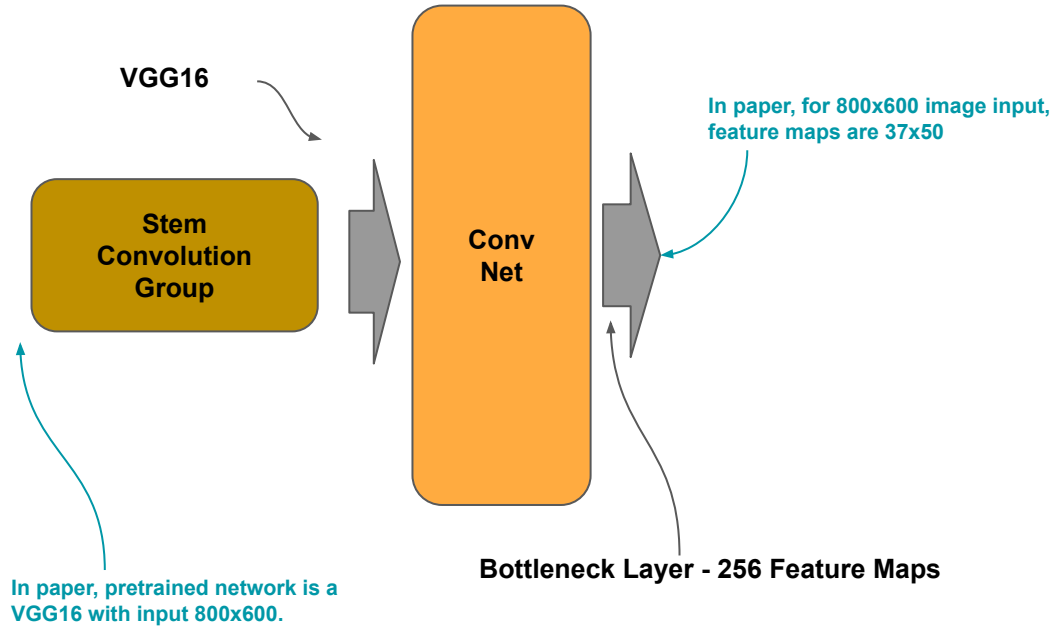 VGG16
In paper, for 800x600 image input,
feature maps are 37x50
Stem
Convolution
Group
Conv
Net
Bottleneck Layer - 256 Feature Maps
In paper, pretrained network is a
VGG16 with input 800x600.